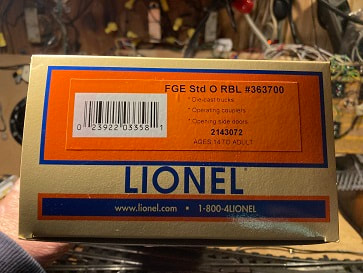 FGE Std O RBL #363700
• Die-cast trucks
• Operating couplers
• Opening side doors
2143072
AGES 14 TO ADULT
0 23922 03358 1
LIONEL®
www.lionel.com • 1-800-4LIONEL